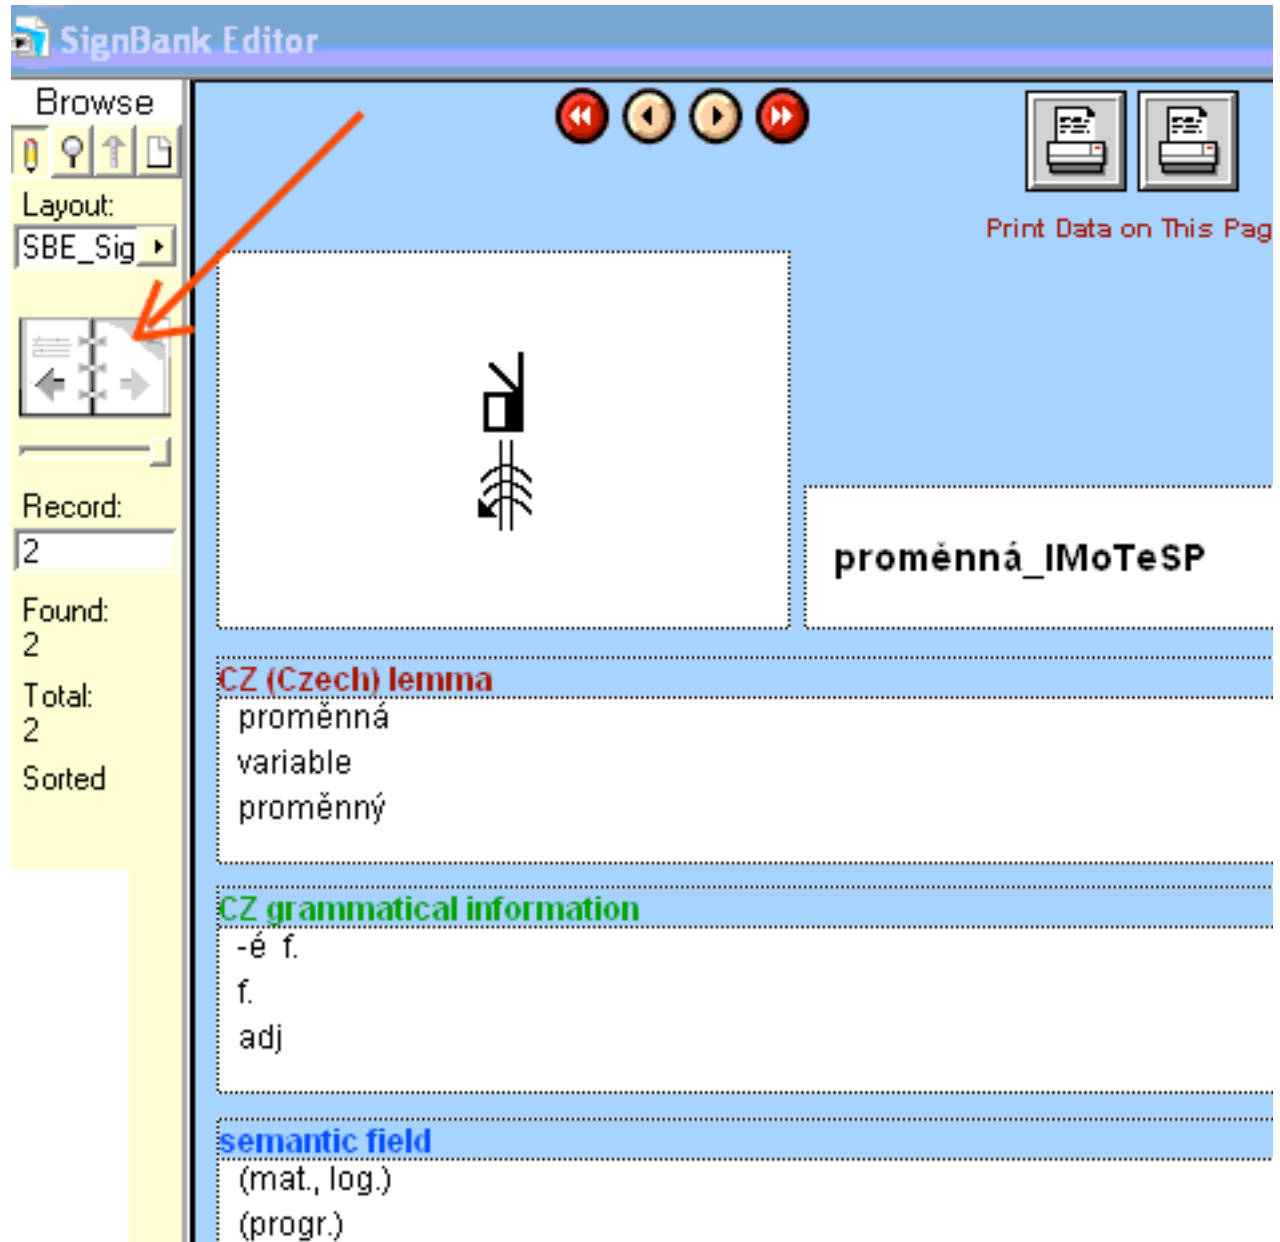 SignBank Editor
Browse
Layout:
SBE_Sig
Record:
2
Found:
2
Total:
2
Sorted
Print Data on This Pag
proměnná_IMoTeSP
CZ (Czech) lemma
proměnná
variable
proměnný
CZ grammatical information
-é f.
f.
adj
semantic field
(mat., log.)
(progr.)